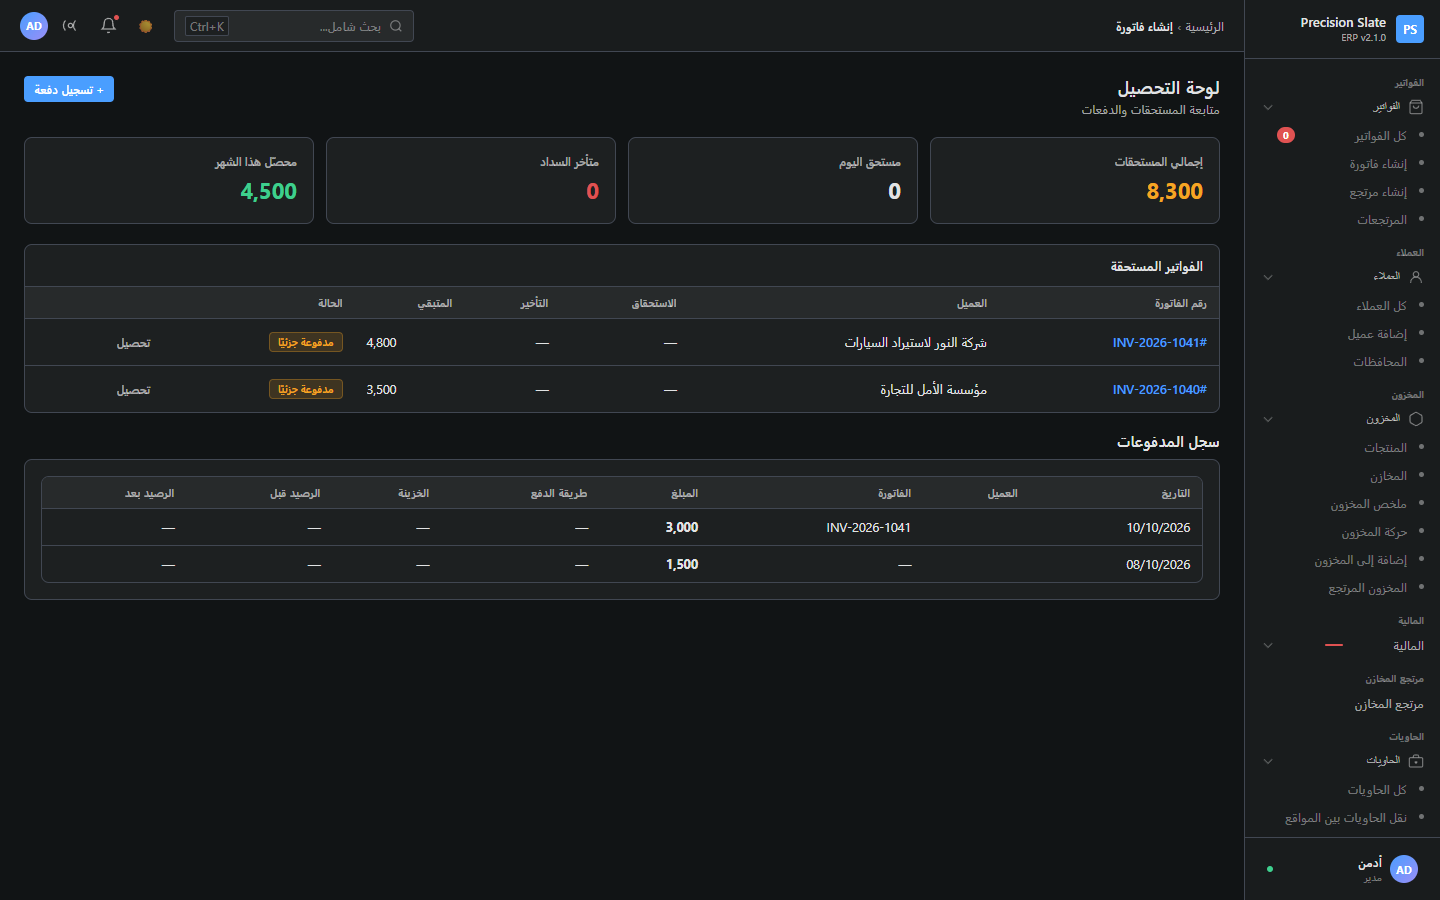 PS
Precision Slate
ERP v2.1.0
الرئيسية › إنشاء فاتورة
بحث شامل... Ctrl+K
AD
الفواتير
الفواتير
كل الفواتير 0
إنشاء فاتورة
إنشاء مرتجع
المرتجعات
العملاء
العملاء
كل العملاء
إضافة عميل
المحافظات
المخزون
المخزون
المنتجات
المخازن
ملخص المخزون
حركة المخزون
إضافة إلى المخزون
المخزون المرتجع
المالية
المالية
مرتجع المخازن
مرتجع المخازن
الحاويات
الحاويات
كل الحاويات
نقل الحاويات بين المواقع
AD
أدمن
مدير
لوحة التحصيل
متابعة المستحقات والدفعات
+ تسجيل دفعة
إجمالي المستحقات
8,300
مستحق اليوم
0
متأخر السداد
0
محصّل هذا الشهر
4,500
الفواتير المستحقة
رقم الفاتورة العميل الاستحقاق التأخير المتبقي الحالة
INV-2026-1041# شركة النور لاستيراد السيارات — — 4,800 مدفوعة جزئيًا تحصيل
INV-2026-1040# مؤسسة الأمل للتجارة — — 3,500 مدفوعة جزئيًا تحصيل
سجل المدفوعات
التاريخ العميل الفاتورة المبلغ طريقة الدفع الخزينة الرصيد قبل الرصيد بعد
10/10/2026 INV-2026-1041 3,000 — — — —
08/10/2026 — 1,500 — — — —